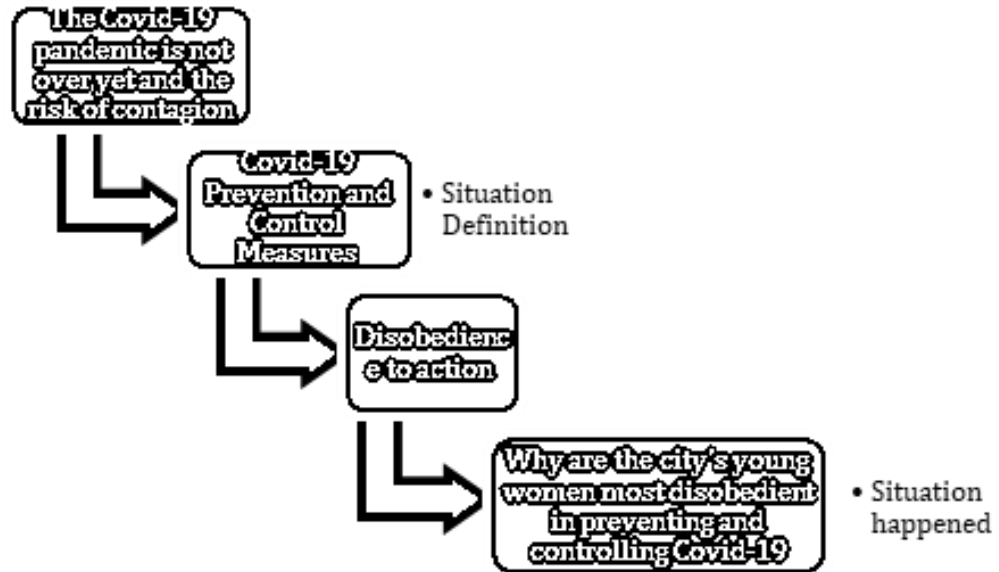 The Covid-19
pandemic is not
over yet and the
risk of contagion
Covid-19
Prevention and
Control
Measures
• Situation
Definition
Disobedienc
e to action
Why are the city's young
women most disobedient
in preventing and
controlling Covid-19
• Situation
happened